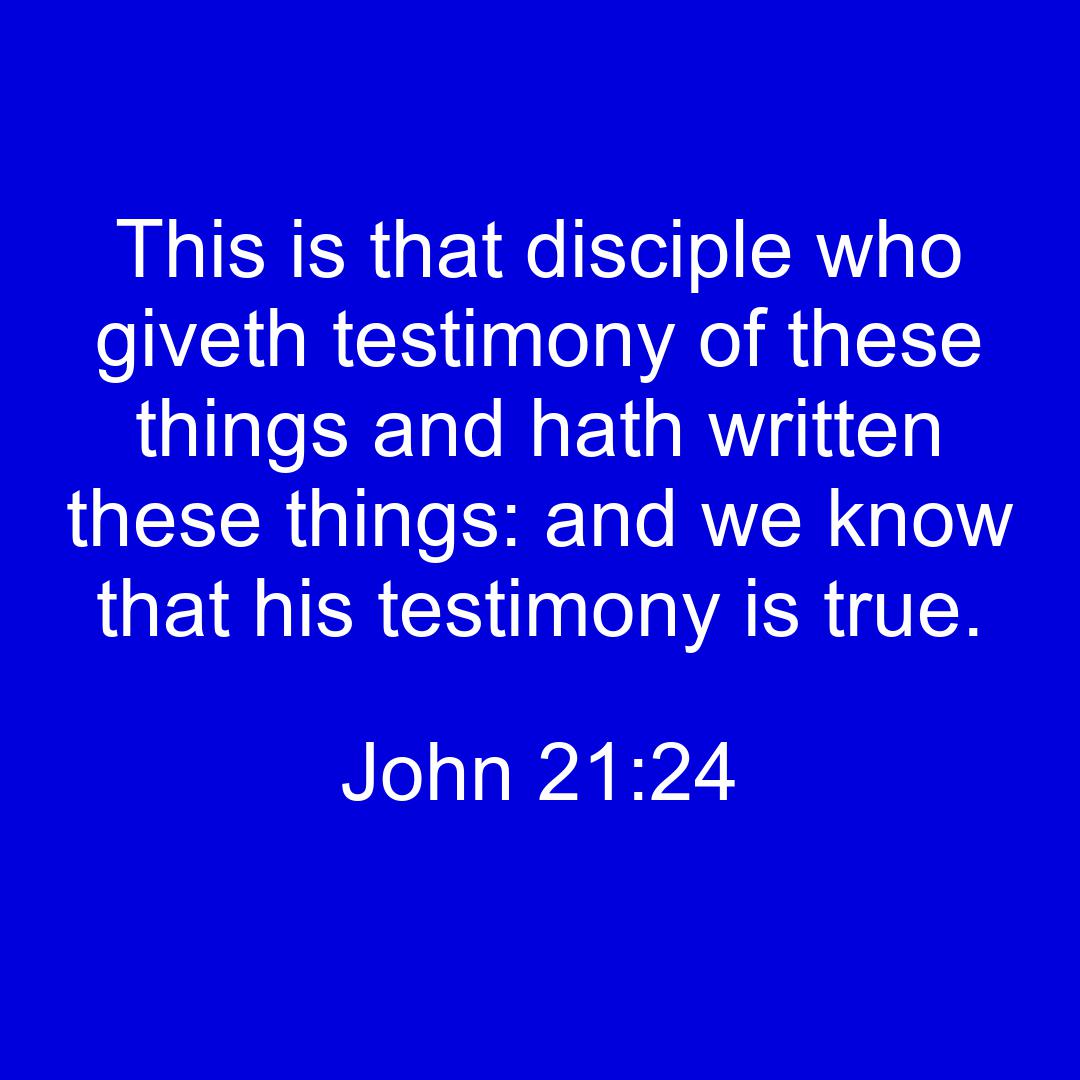 This is that disciple who
giveth testimony of these
things and hath written
these things: and we know
that his testimony is true.
John 21:24